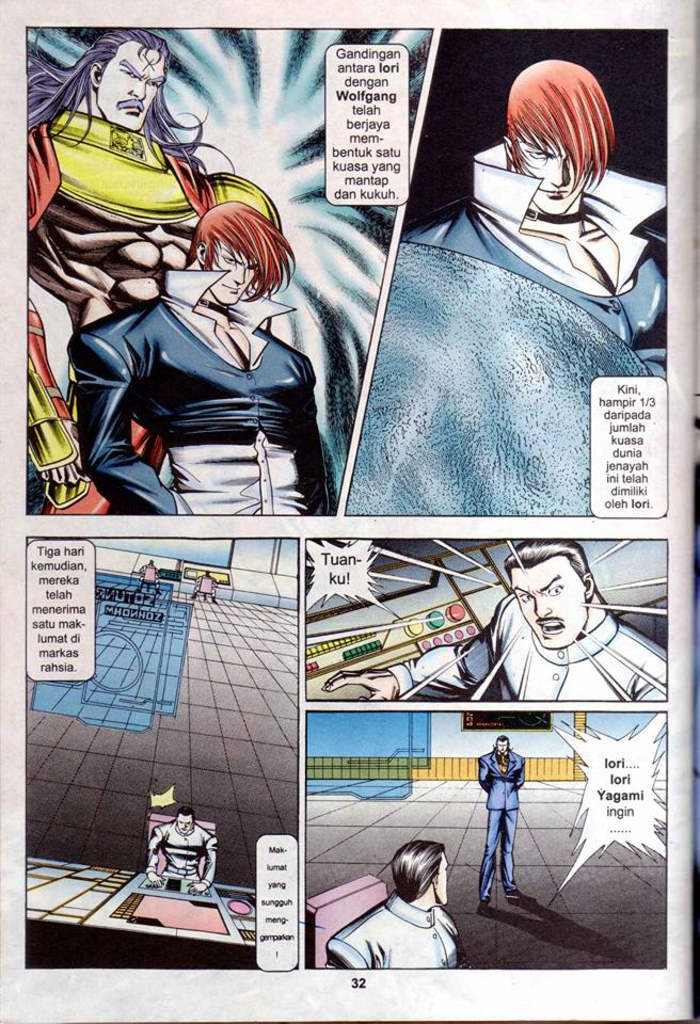 Gandingan
antara Iori
dengan
Wolfgang
telah
berjaya
mem-
bentuk satu
kuasa yang
mantap
dan kukuh.
Kini,
hampir 1/3
daripada
jumlah
kuasa
dunia
jenayah
ini telah
dimiliki
oleh Iori.
Tiga hari
kemudian,
mereka
telah
menerima
satu mak-
lumat di
markas
rahsia.
Mak-
lumat
yang
sungguh
meng-
gemparkan
!
Tuan-
ku!
Iori....
Iori
Yagami
ingin
......
32